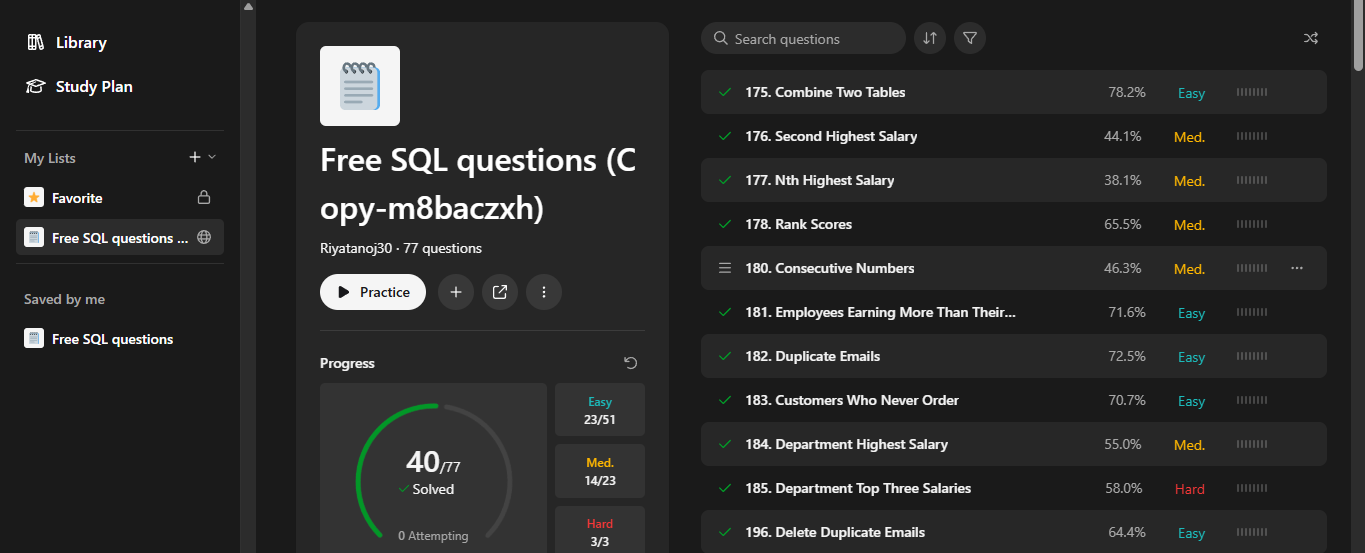 Library
Study Plan
My Lists
Favorite
Free SQL questions ...
Saved by me
Free SQL questions
Free SQL questions (C
opy-m8baczxh)
Riyatanoj30 · 77 questions
Practice
Progress
40/77
Solved
0 Attempting
Easy
23/51
Med.
14/23
Hard
3/3
Search questions
175. Combine Two Tables 78.2% Easy
176. Second Highest Salary 44.1% Med.
177. Nth Highest Salary 38.1% Med.
178. Rank Scores 65.5% Med.
180. Consecutive Numbers 46.3% Med.
181. Employees Earning More Than Their... 71.6% Easy
182. Duplicate Emails 72.5% Easy
183. Customers Who Never Order 70.7% Easy
184. Department Highest Salary 55.0% Med.
185. Department Top Three Salaries 58.0% Hard
196. Delete Duplicate Emails 64.4% Easy